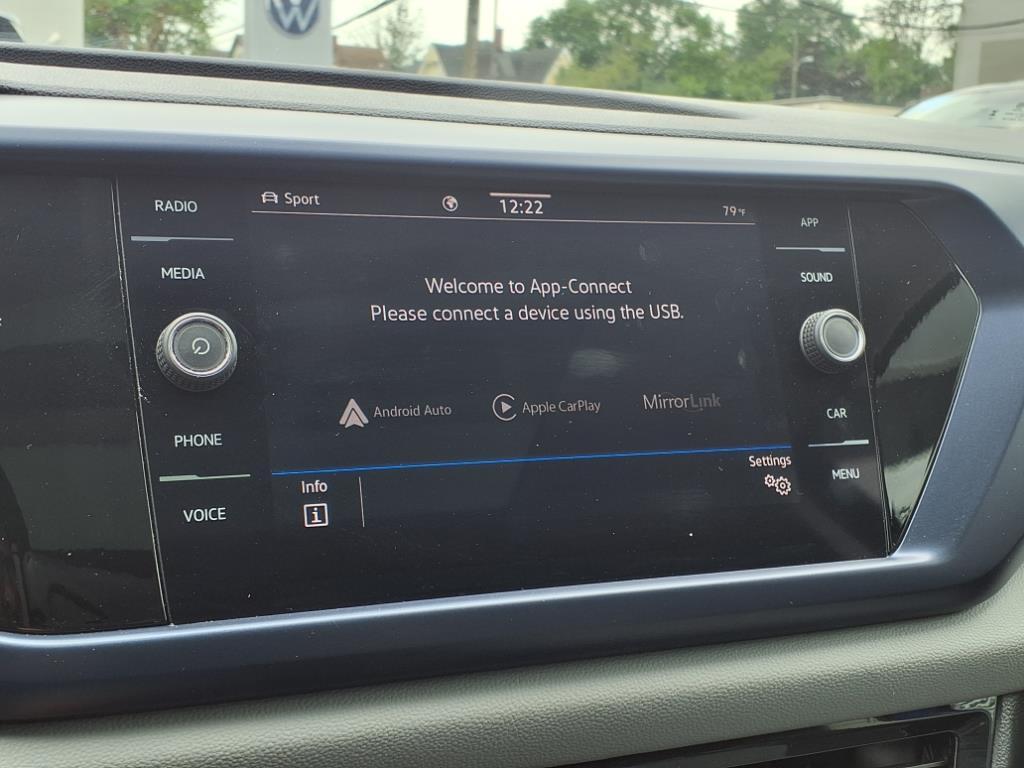 RADIO
MEDIA
PHONE
VOICE
Sport
12:22
79°F
Welcome to App-Connect
Please connect a device using the USB.
Android Auto
Apple CarPlay
MirrorLink
Settings
Info
i
APP
SOUND
CAR
MENU
VW